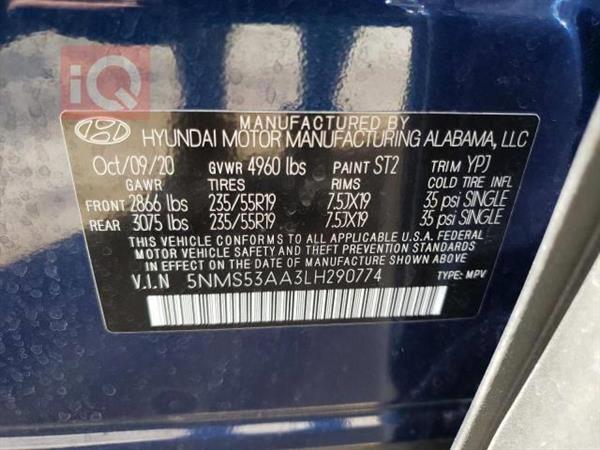 iQ
MANUFACTURED BY
HYUNDAI MOTOR MANUFACTURING ALABAMA, LLC
Oct/09/20 GVWR 4960 lbs PAINT ST2 TRIM YPJ
GAWR TIRES RIMS COLD TIRE INFL
FRONT 2866 lbs 235/55R19 7.5JX19 35 psi SINGLE
REAR 3075 lbs 235/55R19 7.5JX19 35 psi SINGLE
THIS VEHICLE CONFORMS TO ALL APPLICABLE U.S.A. FEDERAL
MOTOR VEHICLE SAFETY AND THEFT PREVENTION STANDARDS
IN EFFECT ON THE DATE OF MANUFACTURE SHOWN ABOVE.
V.I.N 5NMS53AA3LH290774 TYPE: MPV